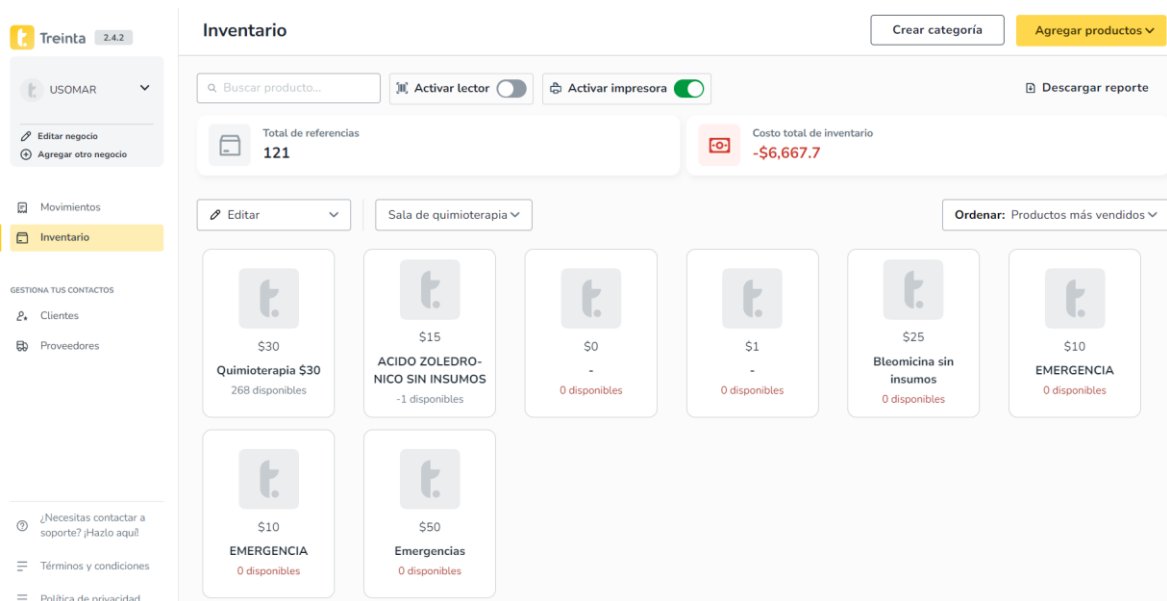 Treinta 2.4.2
USOMAR
Editar negocio
Agregar otro negocio
Movimientos
Inventario
GESTIONA TUS CONTACTOS
Clientes
Proveedores
¿Necesitas contactar a
soporte? ¡Hazlo aquí!
Términos y condiciones
Política de privacidad
Inventario
Crear categoría
Agregar productos
Buscar producto...
Activar lector
Activar impresora
Descargar reporte
Total de referencias
121
Costo total de inventario
-$6,667.7
Editar
Sala de quimioterapia
Ordenar: Productos más vendidos
$30
Quimioterapia $30
268 disponibles
$15
ACIDO ZOLEDRO-
NICO SIN INSUMOS
-1 disponibles
$0
-
0 disponibles
$1
-
0 disponibles
$25
Bleomicina sin
insumos
0 disponibles
$10
EMERGENCIA
0 disponibles
$10
EMERGENCIA
0 disponibles
$50
Emergencias
0 disponibles